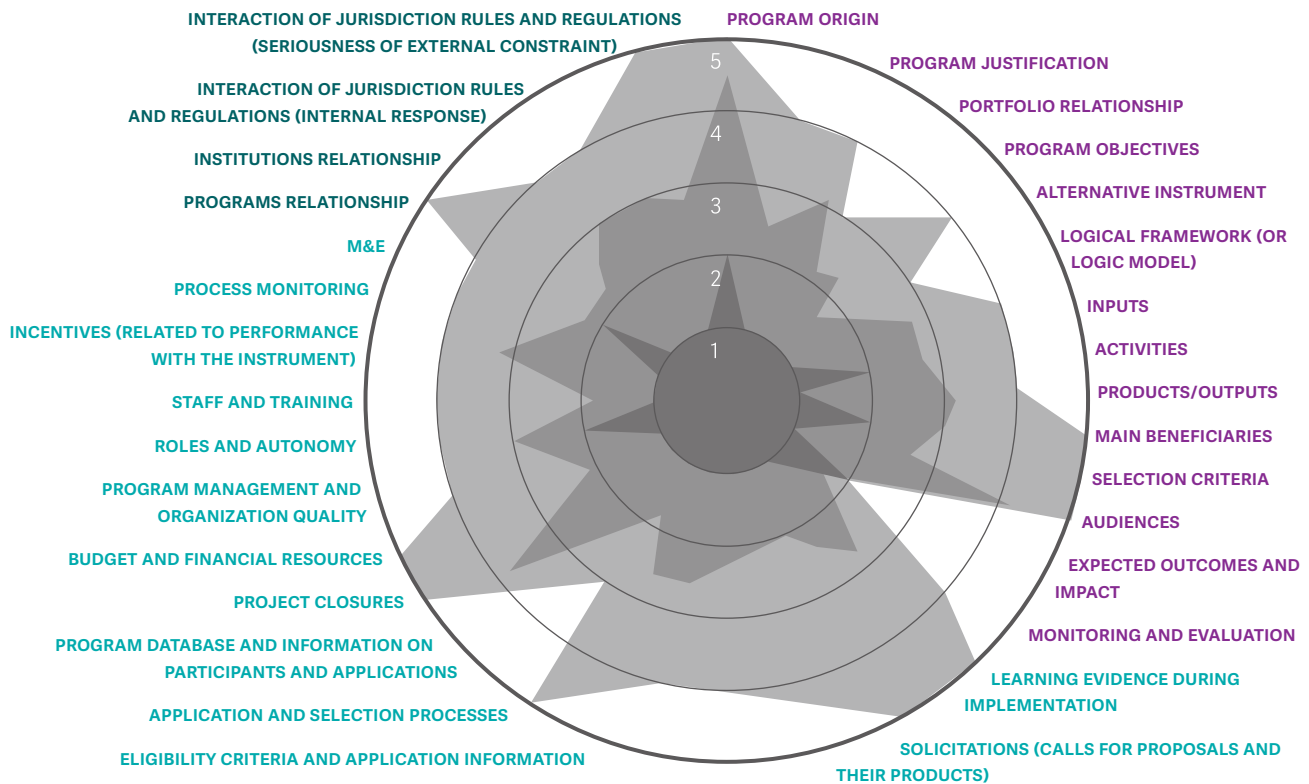 INTERACTION OF JURISDICTION RULES AND REGULATIONS
(SERIOUSNESS OF EXTERNAL CONSTRAINT)
INTERACTION OF JURISDICTION RULES
AND REGULATIONS (INTERNAL RESPONSE)
INSTITUTIONS RELATIONSHIP
PROGRAMS RELATIONSHIP
M&E
PROCESS MONITORING
INCENTIVES (RELATED TO PERFORMANCE
WITH THE INSTRUMENT)
STAFF AND TRAINING
ROLES AND AUTONOMY
PROGRAM MANAGEMENT AND
ORGANIZATION QUALITY
BUDGET AND FINANCIAL RESOURCES
PROJECT CLOSURES
PROGRAM DATABASE AND INFORMATION ON
PARTICIPANTS AND APPLICATIONS
APPLICATION AND SELECTION PROCESSES
ELIGIBILITY CRITERIA AND APPLICATION INFORMATION
5
4
3
2
1
PROGRAM ORIGIN
PROGRAM JUSTIFICATION
PORTFOLIO RELATIONSHIP
PROGRAM OBJECTIVES
ALTERNATIVE INSTRUMENT
LOGICAL FRAMEWORK (OR
LOGIC MODEL)
INPUTS
ACTIVITIES
PRODUCTS/OUTPUTS
MAIN BENEFICIARIES
SELECTION CRITERIA
AUDIENCES
EXPECTED OUTCOMES AND
IMPACT
MONITORING AND EVALUATION
LEARNING EVIDENCE DURING
IMPLEMENTATION
SOLICITATIONS (CALLS FOR PROPOSALS AND
THEIR PRODUCTS)